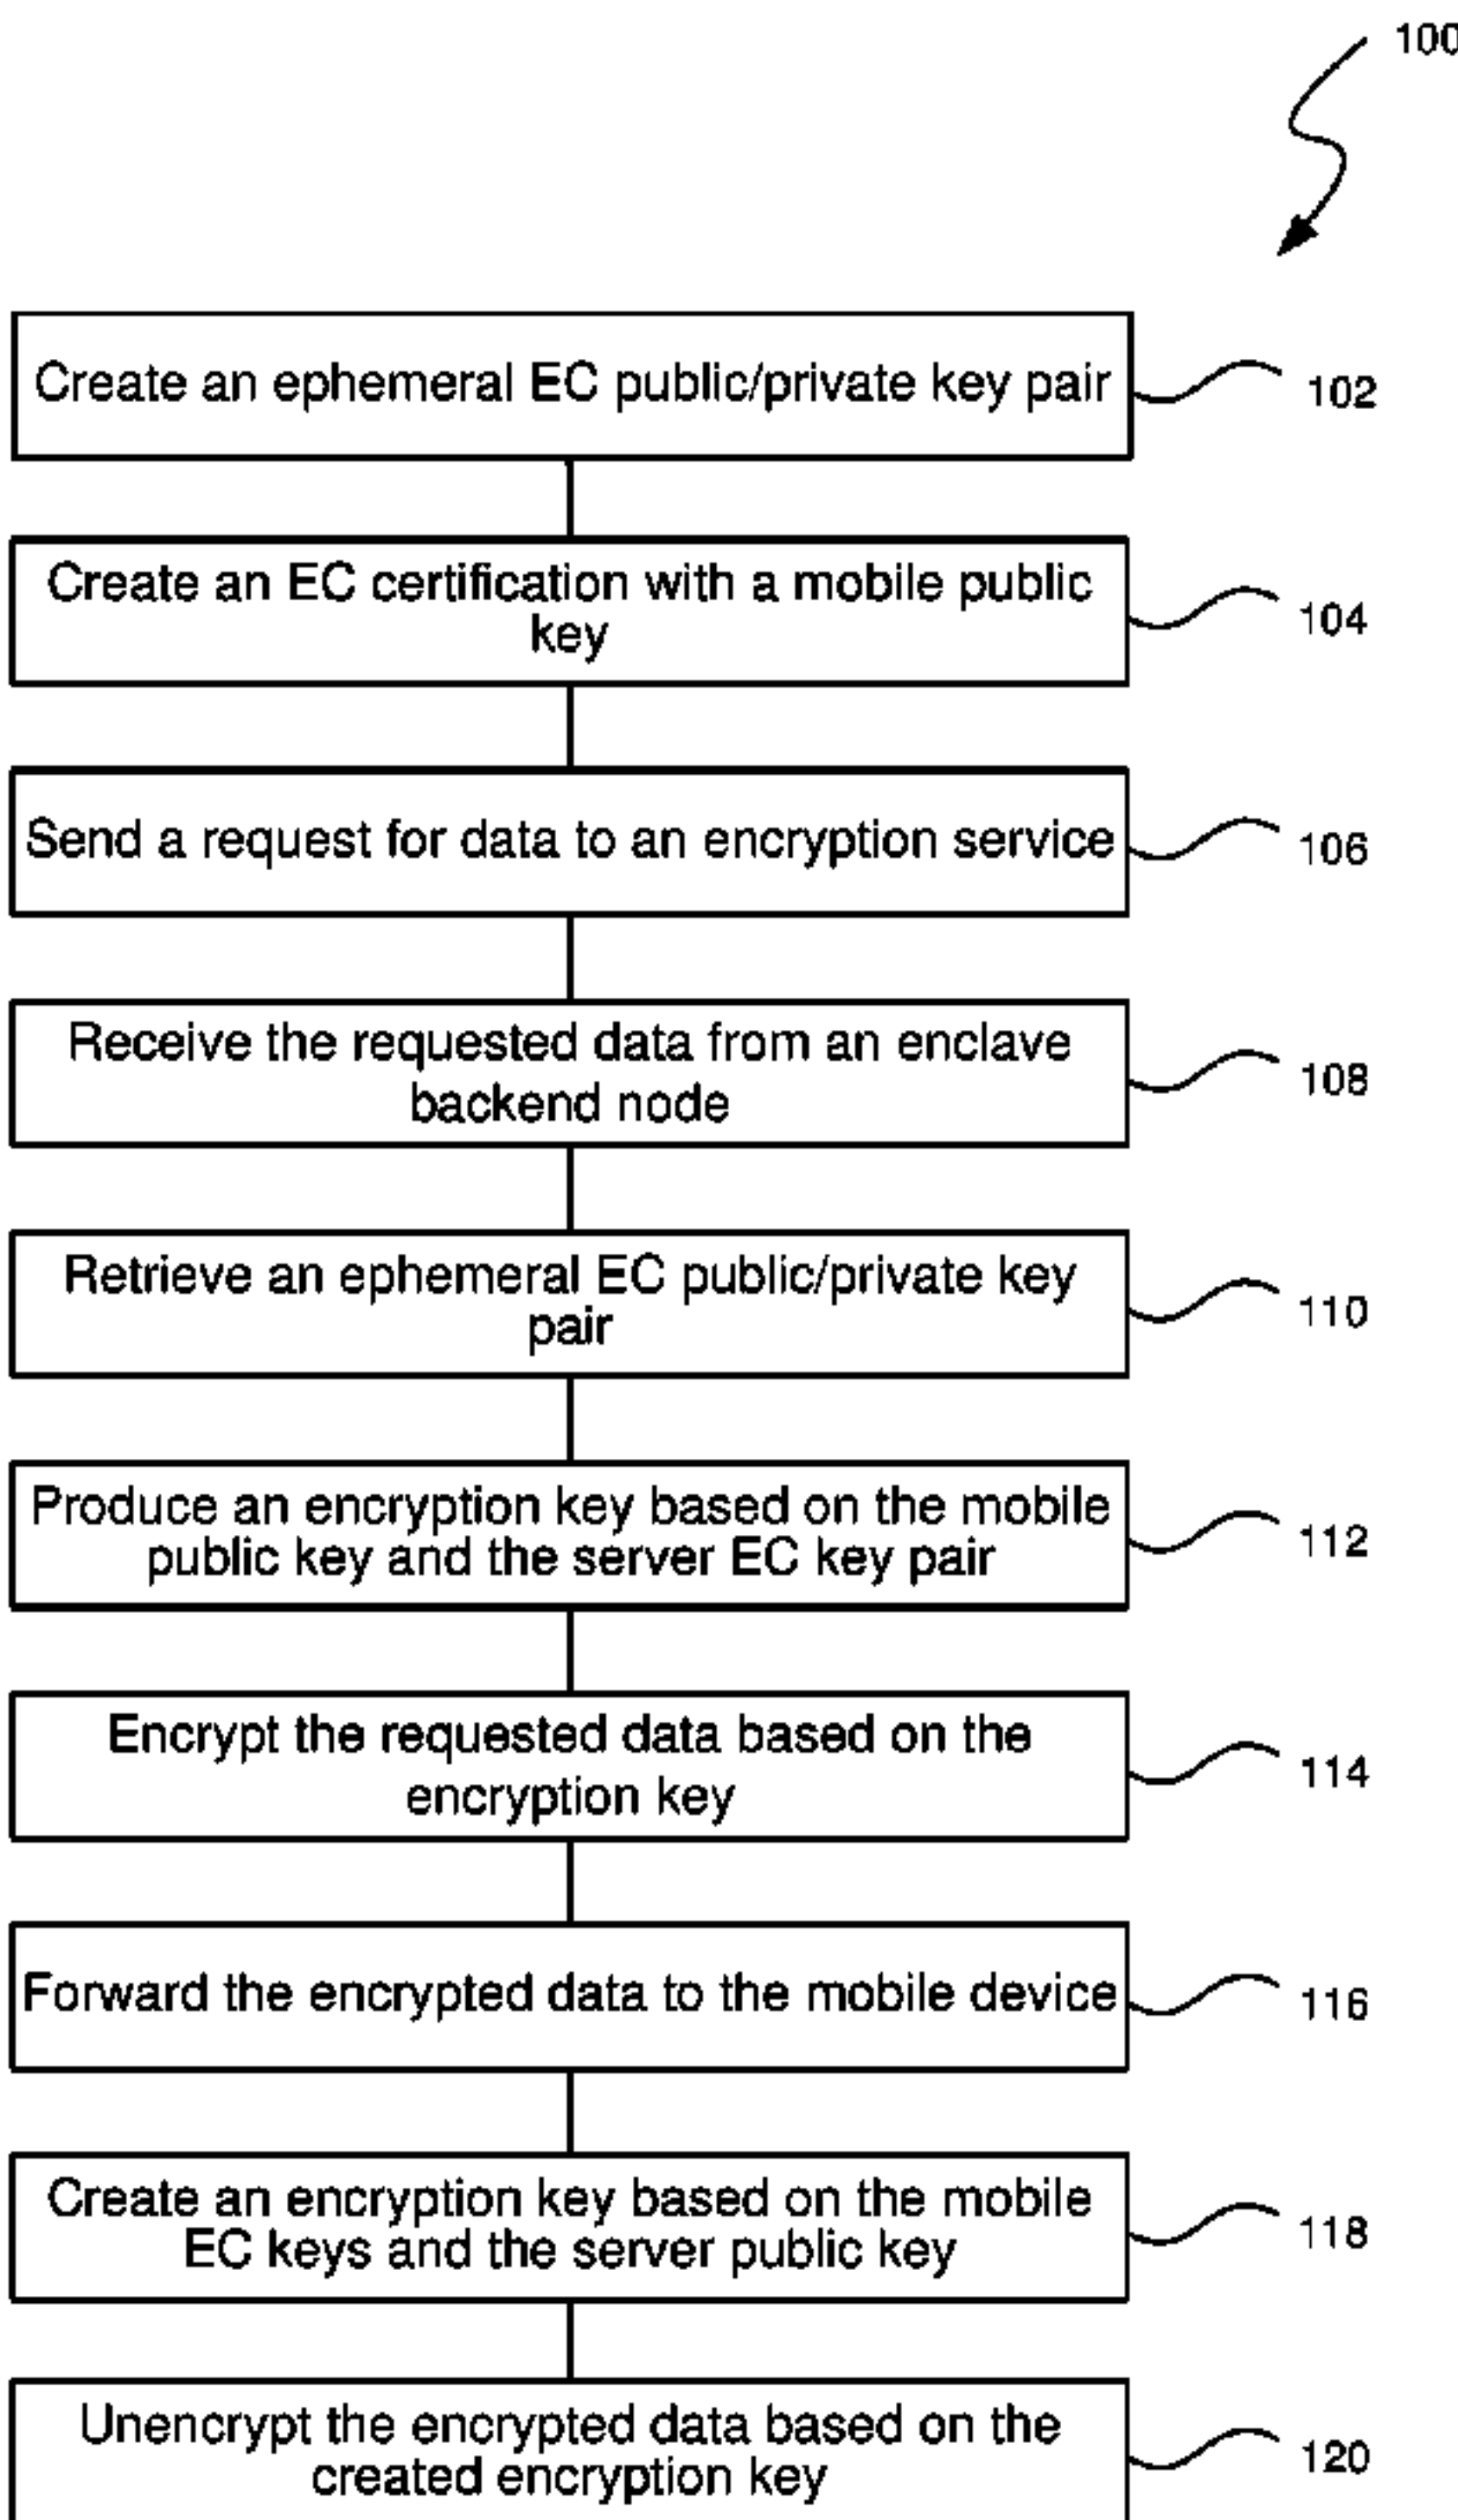 100
Create an ephemeral EC public/private key pair
102
Create an EC certification with a mobile public
key
104
Send a request for data to an encryption service
106
Receive the requested data from an enclave
backend node
108
Retrieve an ephemeral EC public/private key
pair
110
Produce an encryption key based on the mobile
public key and the server EC key pair
112
Encrypt the requested data based on the
encryption key
114
Forward the encrypted data to the mobile device
116
Create an encryption key based on the mobile
EC keys and the server public key
118
Unencrypt the encrypted data based on the
created encryption key
120